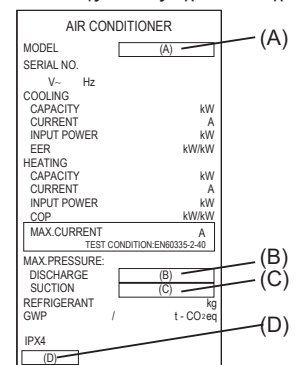 AIR CONDITIONER
MODEL (A) (A)
SERIAL NO.
V~ Hz
COOLING
CAPACITY kW
CURRENT A
INPUT POWER kW
EER kW/kW
HEATING
CAPACITY kW
CURRENT A
INPUT POWER kW
COP kW/kW
MAX.CURRENT A
TEST CONDITION:EN60335-2-40
MAX.PRESSURE:
DISCHARGE (B) (B)
SUCTION (C) (C)
REFRIGERANT kg
GWP / t - CO2eq
IPX4
(D) (D)